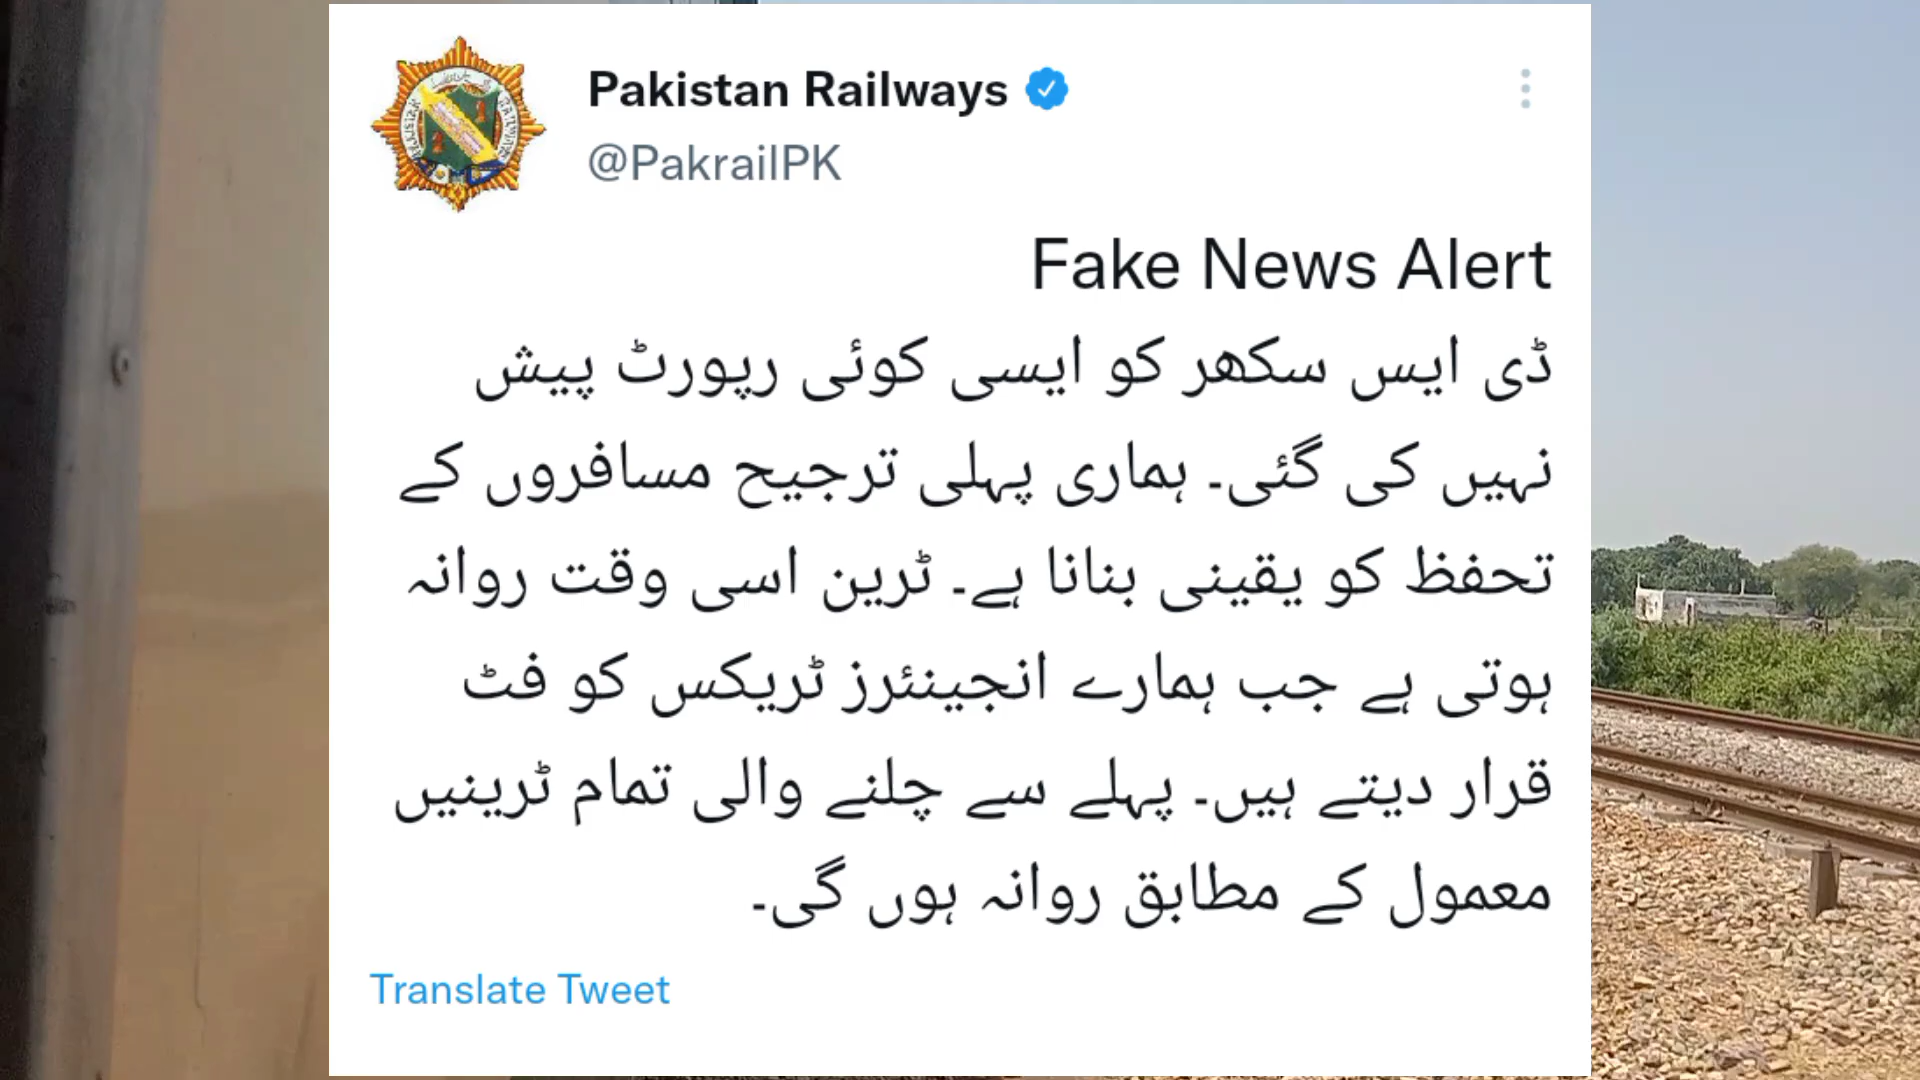 Pakistan Railways
@PakrailPK
Fake News Alert
ڈی ایس سکھر کو ایسی کوئی رپورٹ پیش
نہیں کی گئی۔ ہماری پہلی ترجیح مسافروں کے
تحفظ کو یقینی بنانا ہے۔ ٹرین اسی وقت روانہ
ہوتی ہے جب ہمارے انجینئرز ٹریکس کو فٹ
قرار دیتے ہیں۔ پہلے سے چلنے والی تمام ٹرینیں
معمول کے مطابق روانہ ہوں گی۔
Translate Tweet